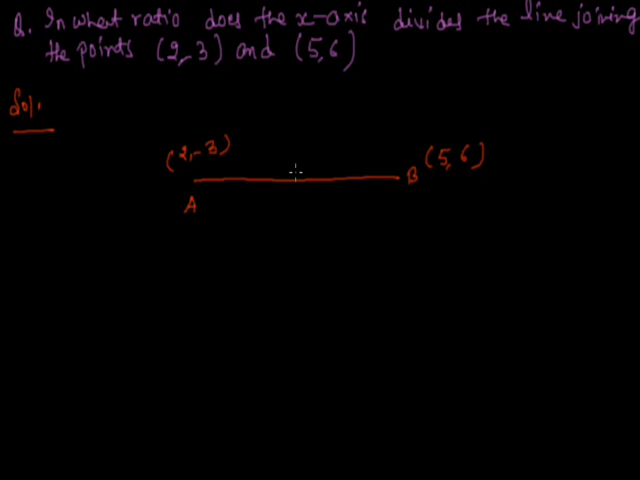 Q. In what ratio does the x-axis divides the line joining
the points (2,-3) and (5,6)
Sol.
(2,-3)
(5,6)
B
A